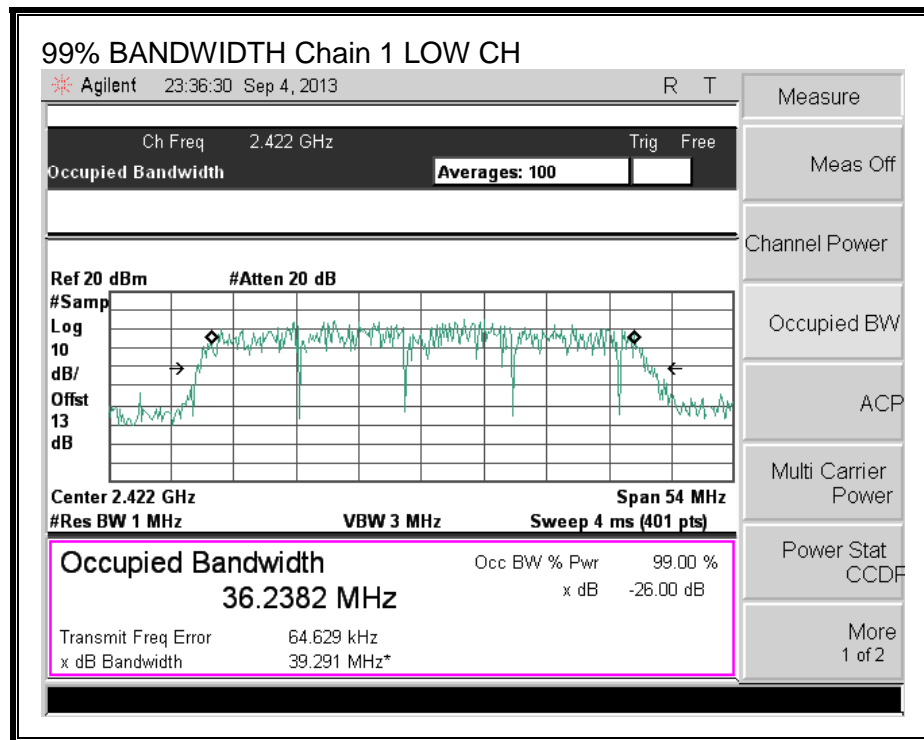 99% BANDWIDTH Chain 1 LOW CH
Agilent 23:36:30 Sep 4, 2013 R T
Ch Freq 2.422 GHz Trig Free
Occupied Bandwidth Averages: 100
Ref 20 dBm #Atten 20 dB
#Samp
Log
10
dB/
Offst
13
dB
Center 2.422 GHz Span 54 MHz
#Res BW 1 MHz VBW 3 MHz Sweep 4 ms (401 pts)
Occupied Bandwidth Occ BW % Pwr 99.00 %
36.2382 MHz x dB -26.00 dB
Transmit Freq Error 64.629 kHz
x dB Bandwidth 39.291 MHz*
Measure
Meas Off
Channel Power
Occupied BW
ACP
Multi Carrier
Power
Power Stat
CCDF
More
1 of 2